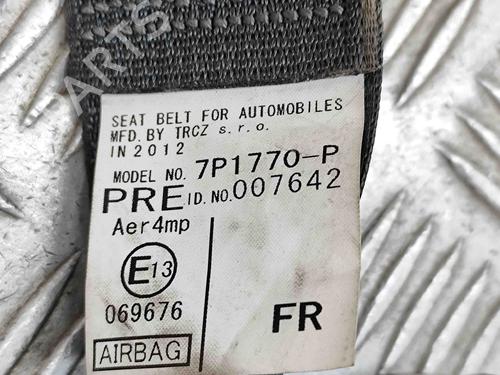 SEAT BELT FOR AUTOMOBILES
MFD. BY TRCZ s.r.o.
IN 2012
MODEL NO. 7P1770-P
PRE ID. NO. 007642
Aer4mp
E13
069676
FR
AIRBAG